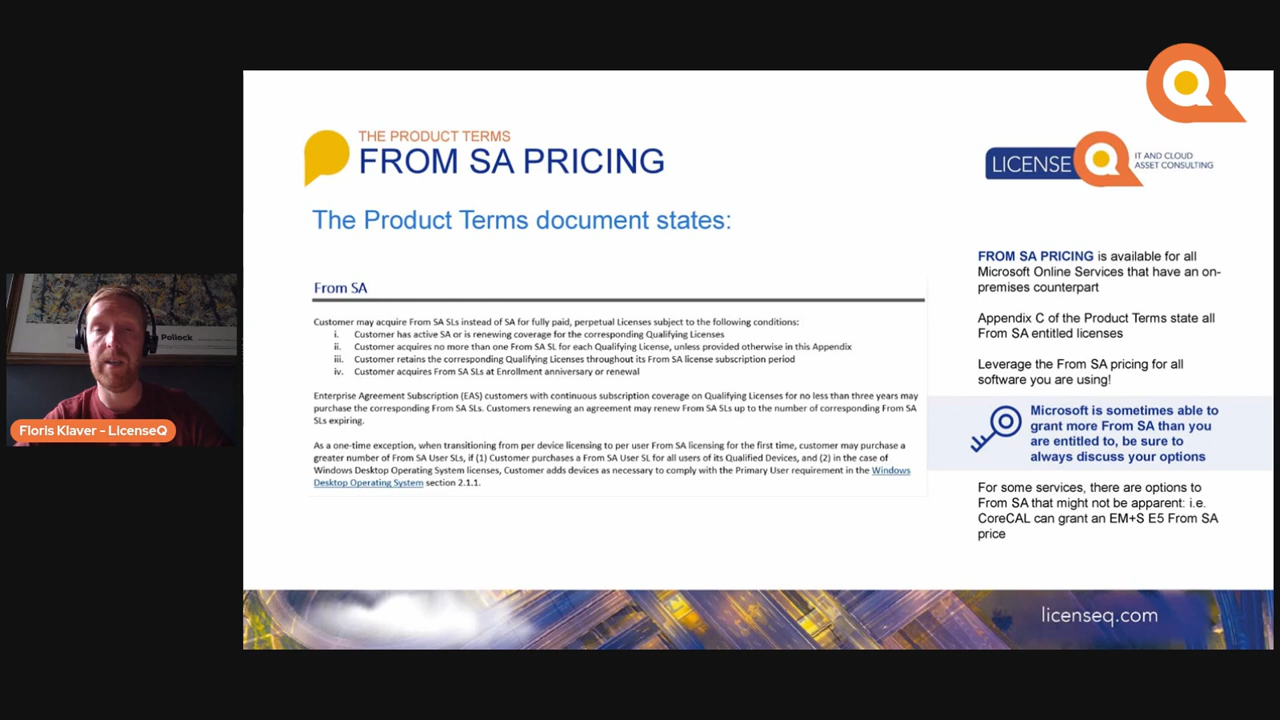 THE PRODUCT TERMS
FROM SA PRICING
LICENSE
IT AND CLOUD
ASSET CONSULTING
The Product Terms document states:
From SA
Customer may acquire From SA SLs instead of SA for fully paid, perpetual Licenses subject to the following conditions:
i. Customer has active SA or is renewing coverage for the corresponding Qualifying Licenses
ii. Customer acquires no more than one From SA SL for each Qualifying License, unless provided otherwise in this Appendix
iii. Customer retains the corresponding Qualifying Licenses throughout its From SA license subscription period
iv. Customer acquires From SA SLs at Enrollment anniversary or renewal
Enterprise Agreement Subscription (EAS) customers with continuous subscription coverage on Qualifying Licenses for no less than three years may
purchase the corresponding From SA SLs. Customers renewing an agreement may renew From SA SLs up to the number of corresponding From SA
SLs expiring.
As a one-time exception, when transitioning from per device licensing to per user From SA licensing for the first time, customer may purchase a
greater number of From SA User SLs, if (1) Customer purchases a From SA User SL for all users of its Qualified Devices, and (2) in the case of
Windows Desktop Operating System licenses, Customer adds devices as necessary to comply with the Primary User requirement in the Windows
Desktop Operating System section 2.1.1.
FROM SA PRICING is available for all
Microsoft Online Services that have an on-
premises counterpart
Appendix C of the Product Terms state all
From SA entitled licenses
Leverage the From SA pricing for all
software you are using!
Microsoft is sometimes able to
grant more From SA than you
are entitled to, be sure to
always discuss your options
For some services, there are options to
From SA that might not be apparent: i.e.
CoreCAL can grant an EM+S E5 From SA
price
Pollock
Floris Klaver - LicenseQ
licenseq.com